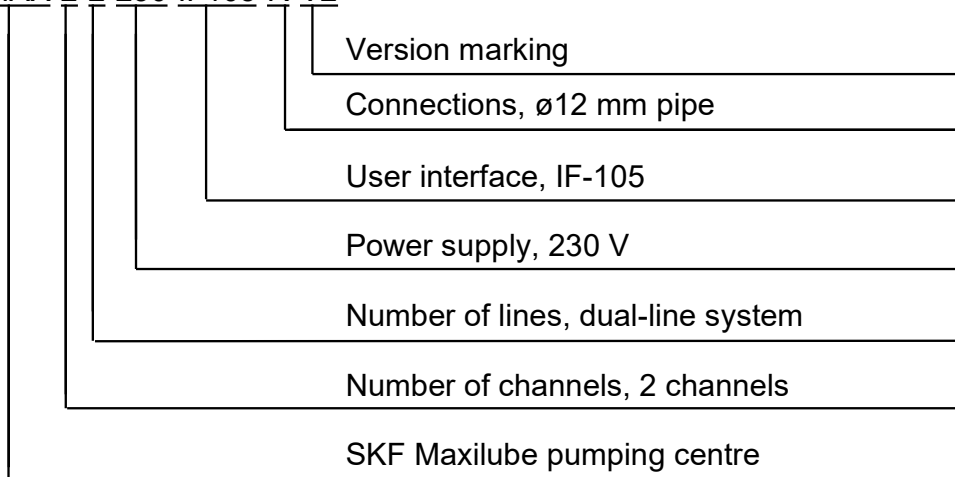 Version marking
Connections, ø12 mm pipe
User interface, IF-105
Power supply, 230 V
Number of lines, dual-line system
Number of channels, 2 channels
SKF Maxilube pumping centre